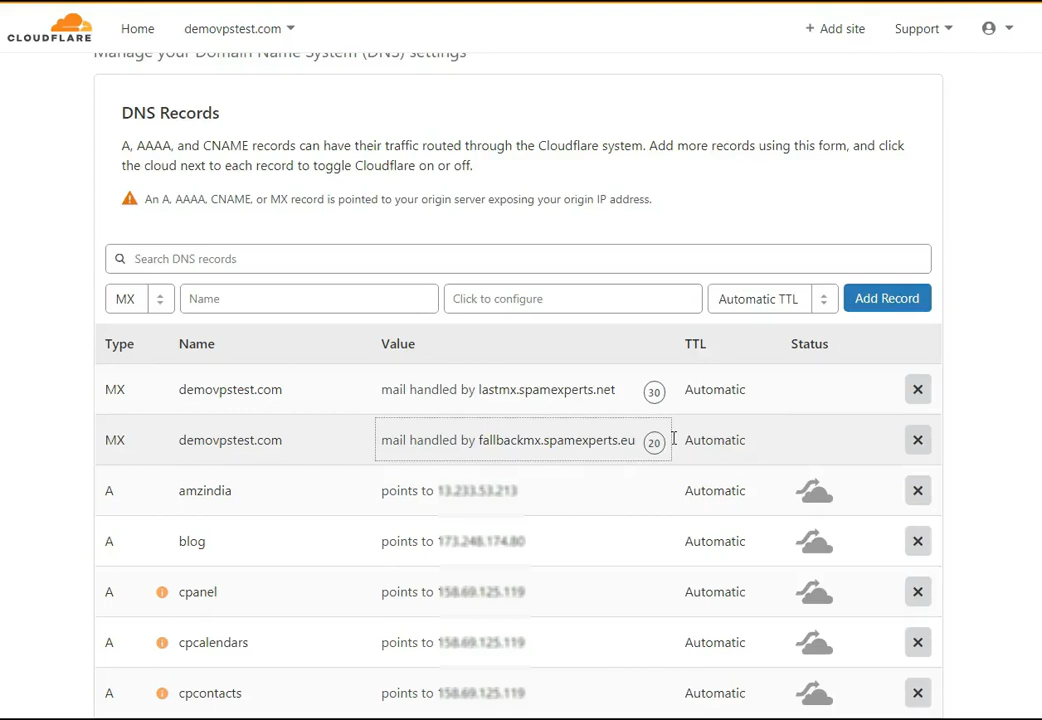 CLOUDFLARE Home demovpstest.com + Add site Support
Manage your Domain Name System (DNS) settings
DNS Records
A, AAAA, and CNAME records can have their traffic routed through the Cloudflare system. Add more records using this form, and click
the cloud next to each record to toggle Cloudflare on or off.
An A, AAAA, CNAME, or MX record is pointed to your origin server exposing your origin IP address.
Search DNS records
MX Name Click to configure Automatic TTL Add Record
Type Name Value TTL Status
MX demovpstest.com mail handled by lastmx.spamexperts.net 30 Automatic
MX demovpstest.com mail handled by fallbackmx.spamexperts.eu 20 Automatic
A amzindia points to Automatic
A blog points to Automatic
A cpanel points to Automatic
A cpcalendars points to Automatic
A cpcontacts points to Automatic